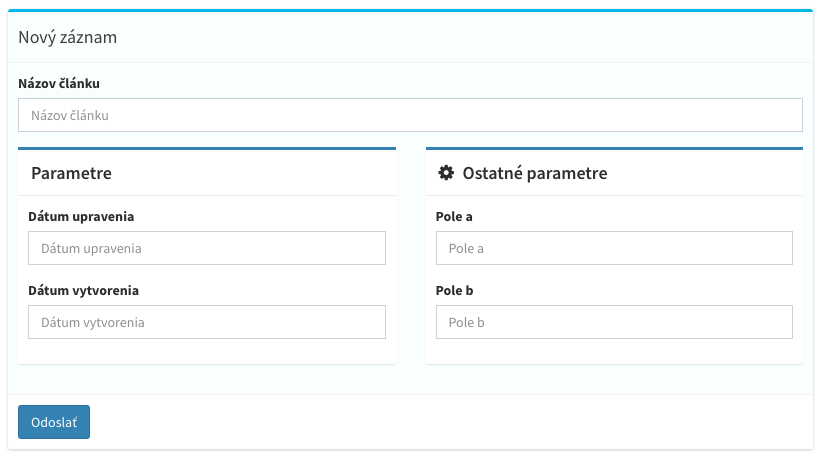 Nový záznam
Názov článku
Názov článku
Parametre
Dátum upravenia
Dátum upravenia
Dátum vytvorenia
Dátum vytvorenia
Ostatné parametre
Pole a
Pole a
Pole b
Pole b
Odoslať